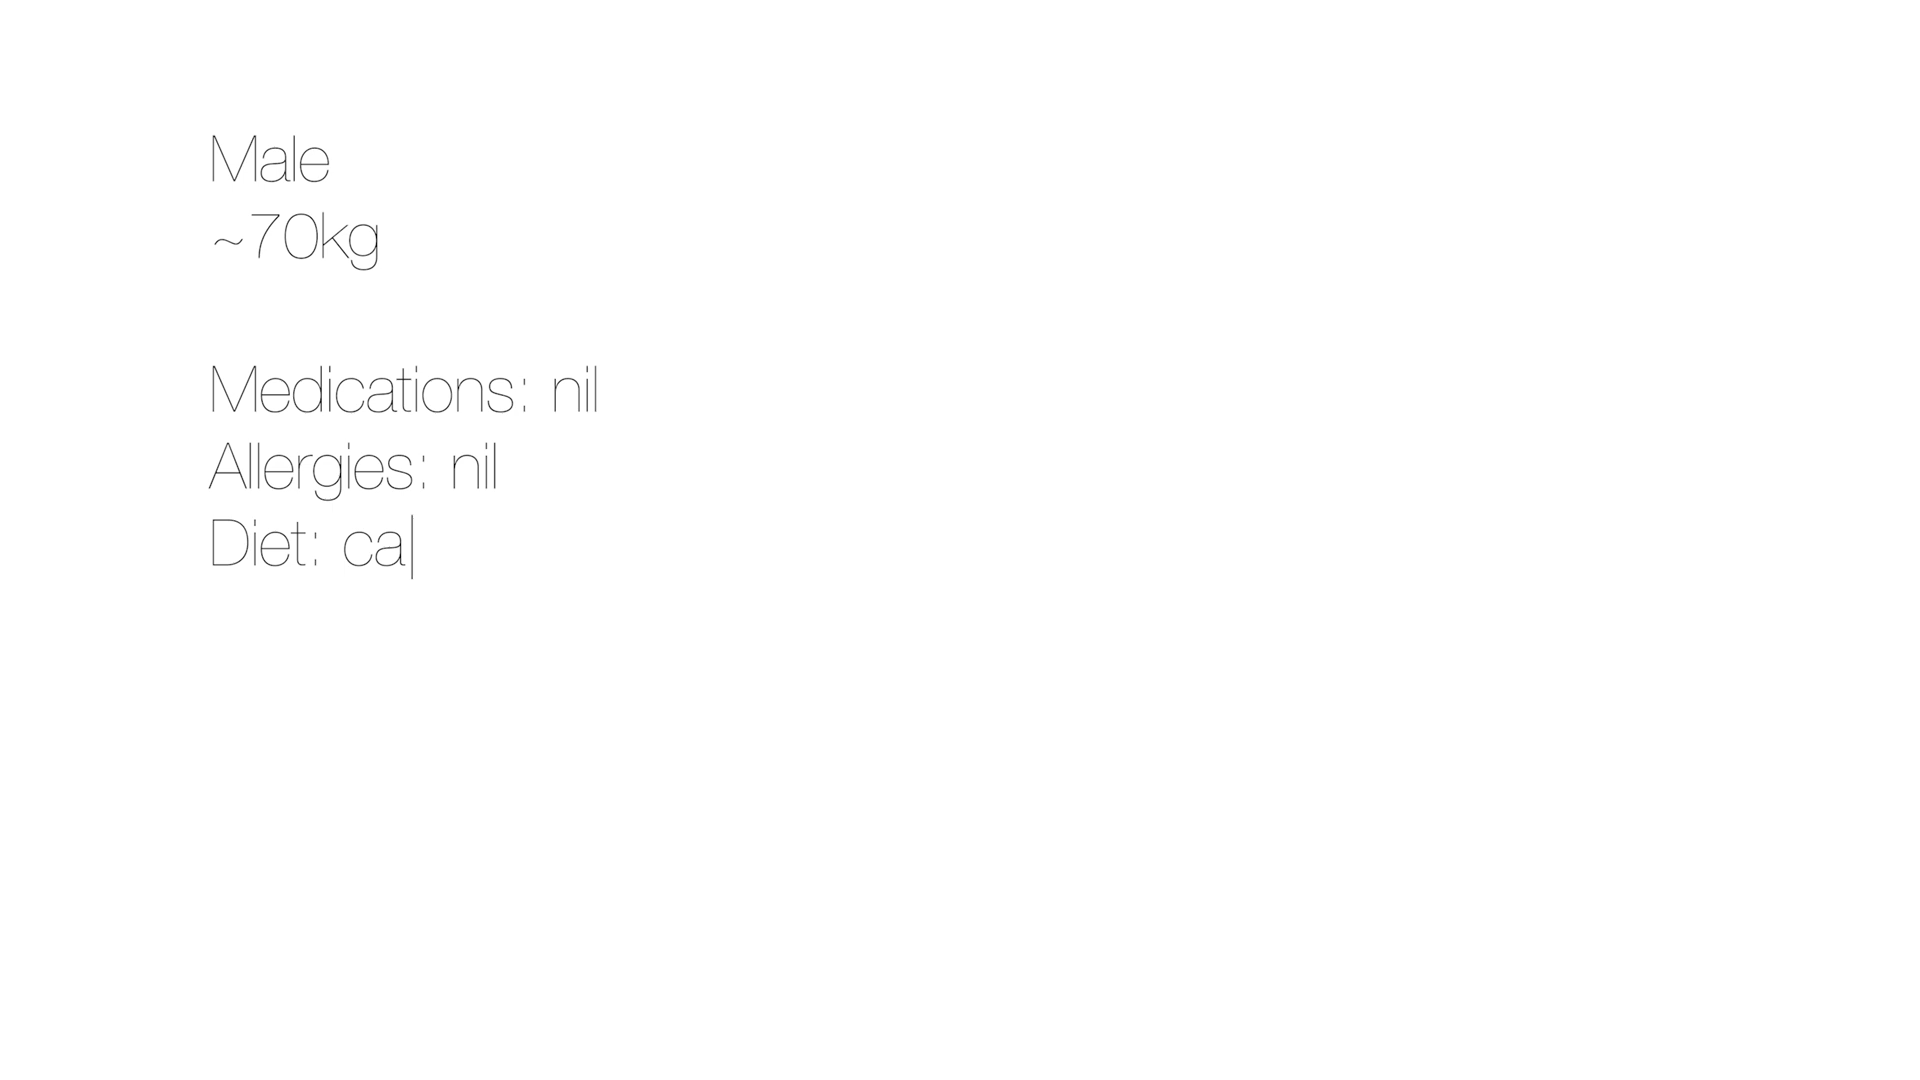 Male
~70kg
Medications: nil
Allergies: nil
Diet: ca